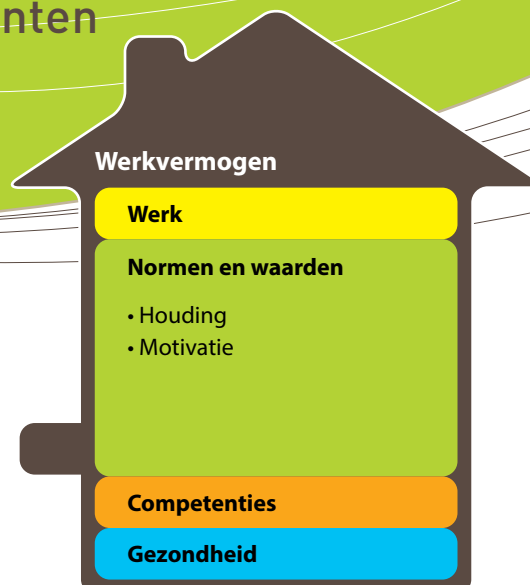 nten
Werkvermogen
Werk
Normen en waarden
• Houding
• Motivatie
Competenties
Gezondheid